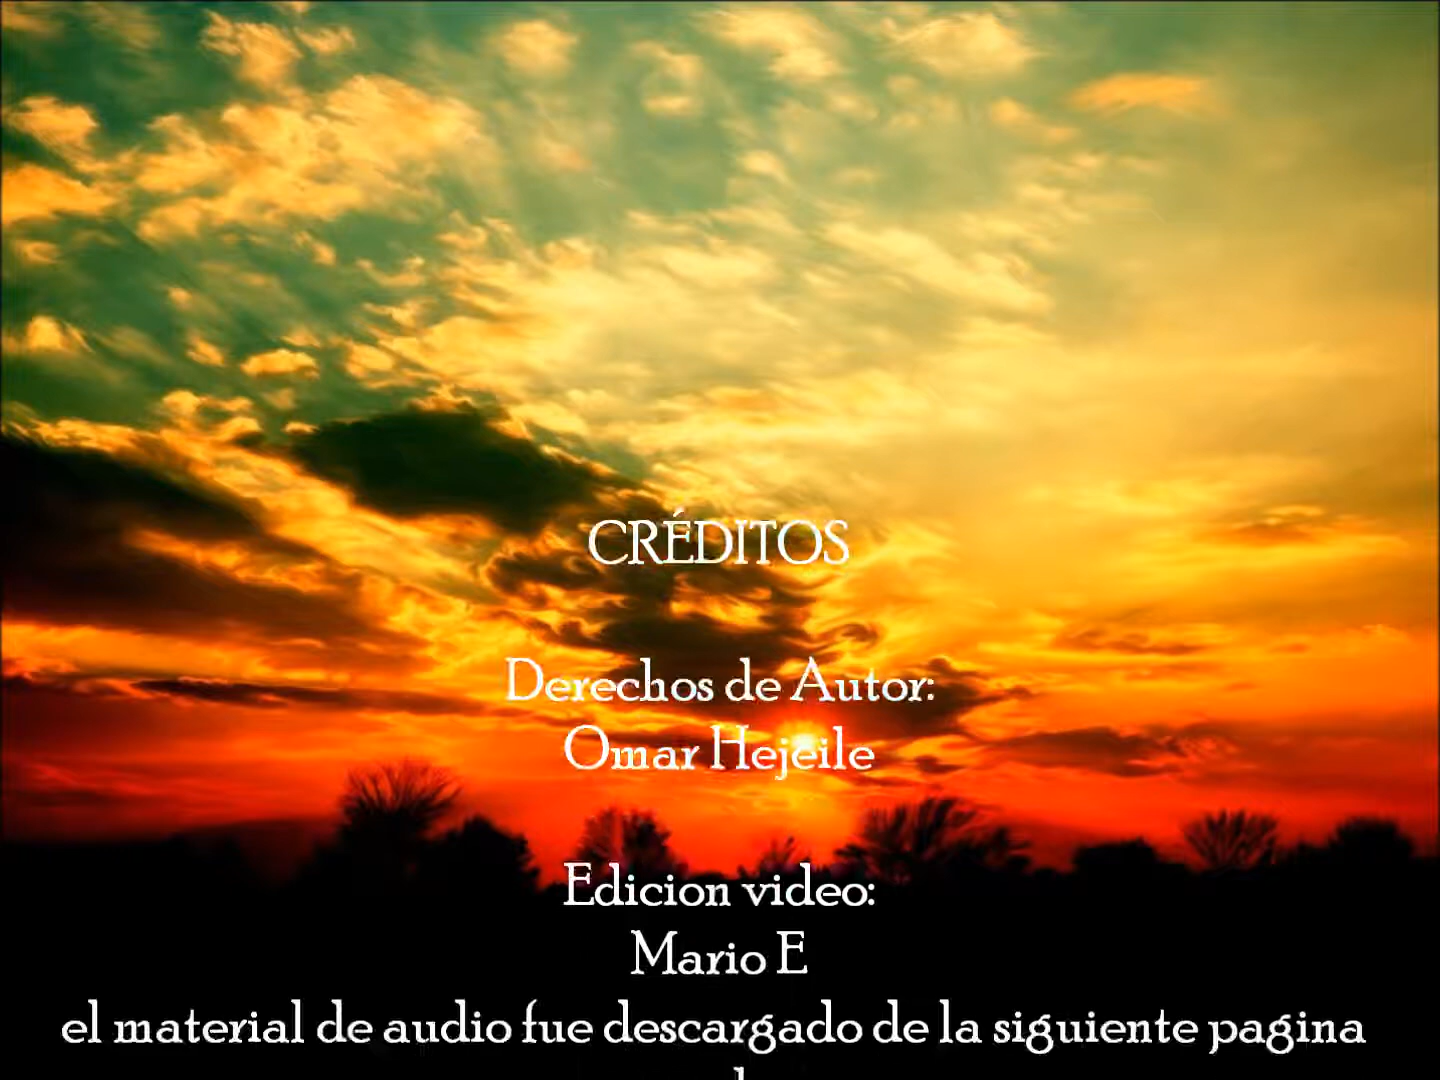 CRÉDITOS
Derechos de Autor:
Omar Hejeile
Edicion video:
Mario E
el material de audio fue descargado de la siguiente pagina